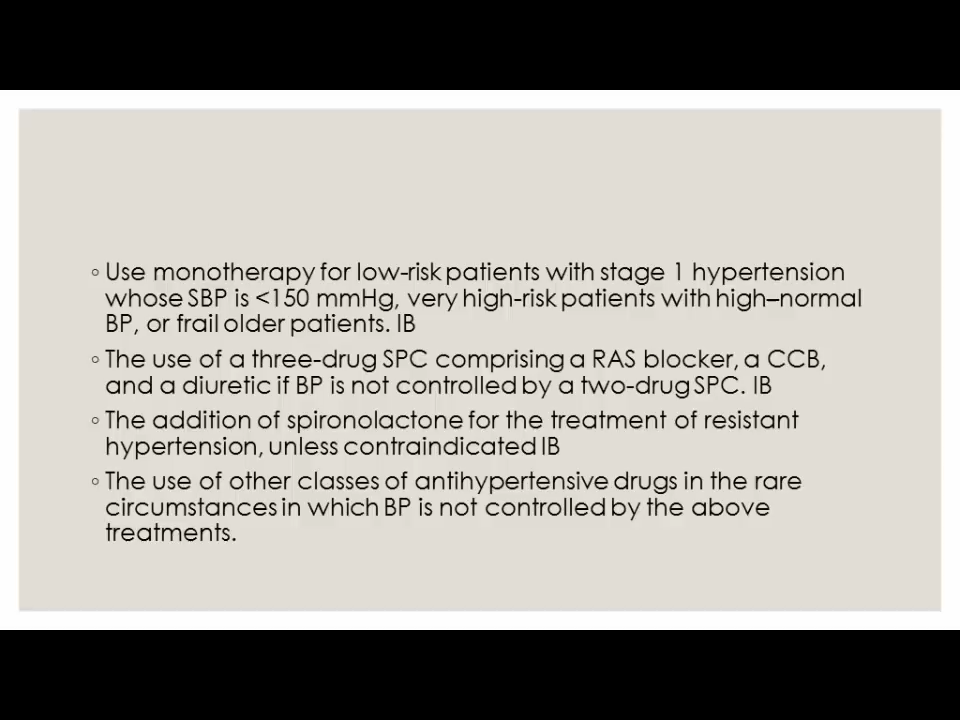 ◦ Use monotherapy for low-risk patients with stage 1 hypertension
whose SBP is <150 mmHg, very high-risk patients with high–normal
BP, or frail older patients. IB
◦ The use of a three-drug SPC comprising a RAS blocker, a CCB,
and a diuretic if BP is not controlled by a two-drug SPC. IB
◦ The addition of spironolactone for the treatment of resistant
hypertension, unless contraindicated IB
◦ The use of other classes of antihypertensive drugs in the rare
circumstances in which BP is not controlled by the above
treatments.